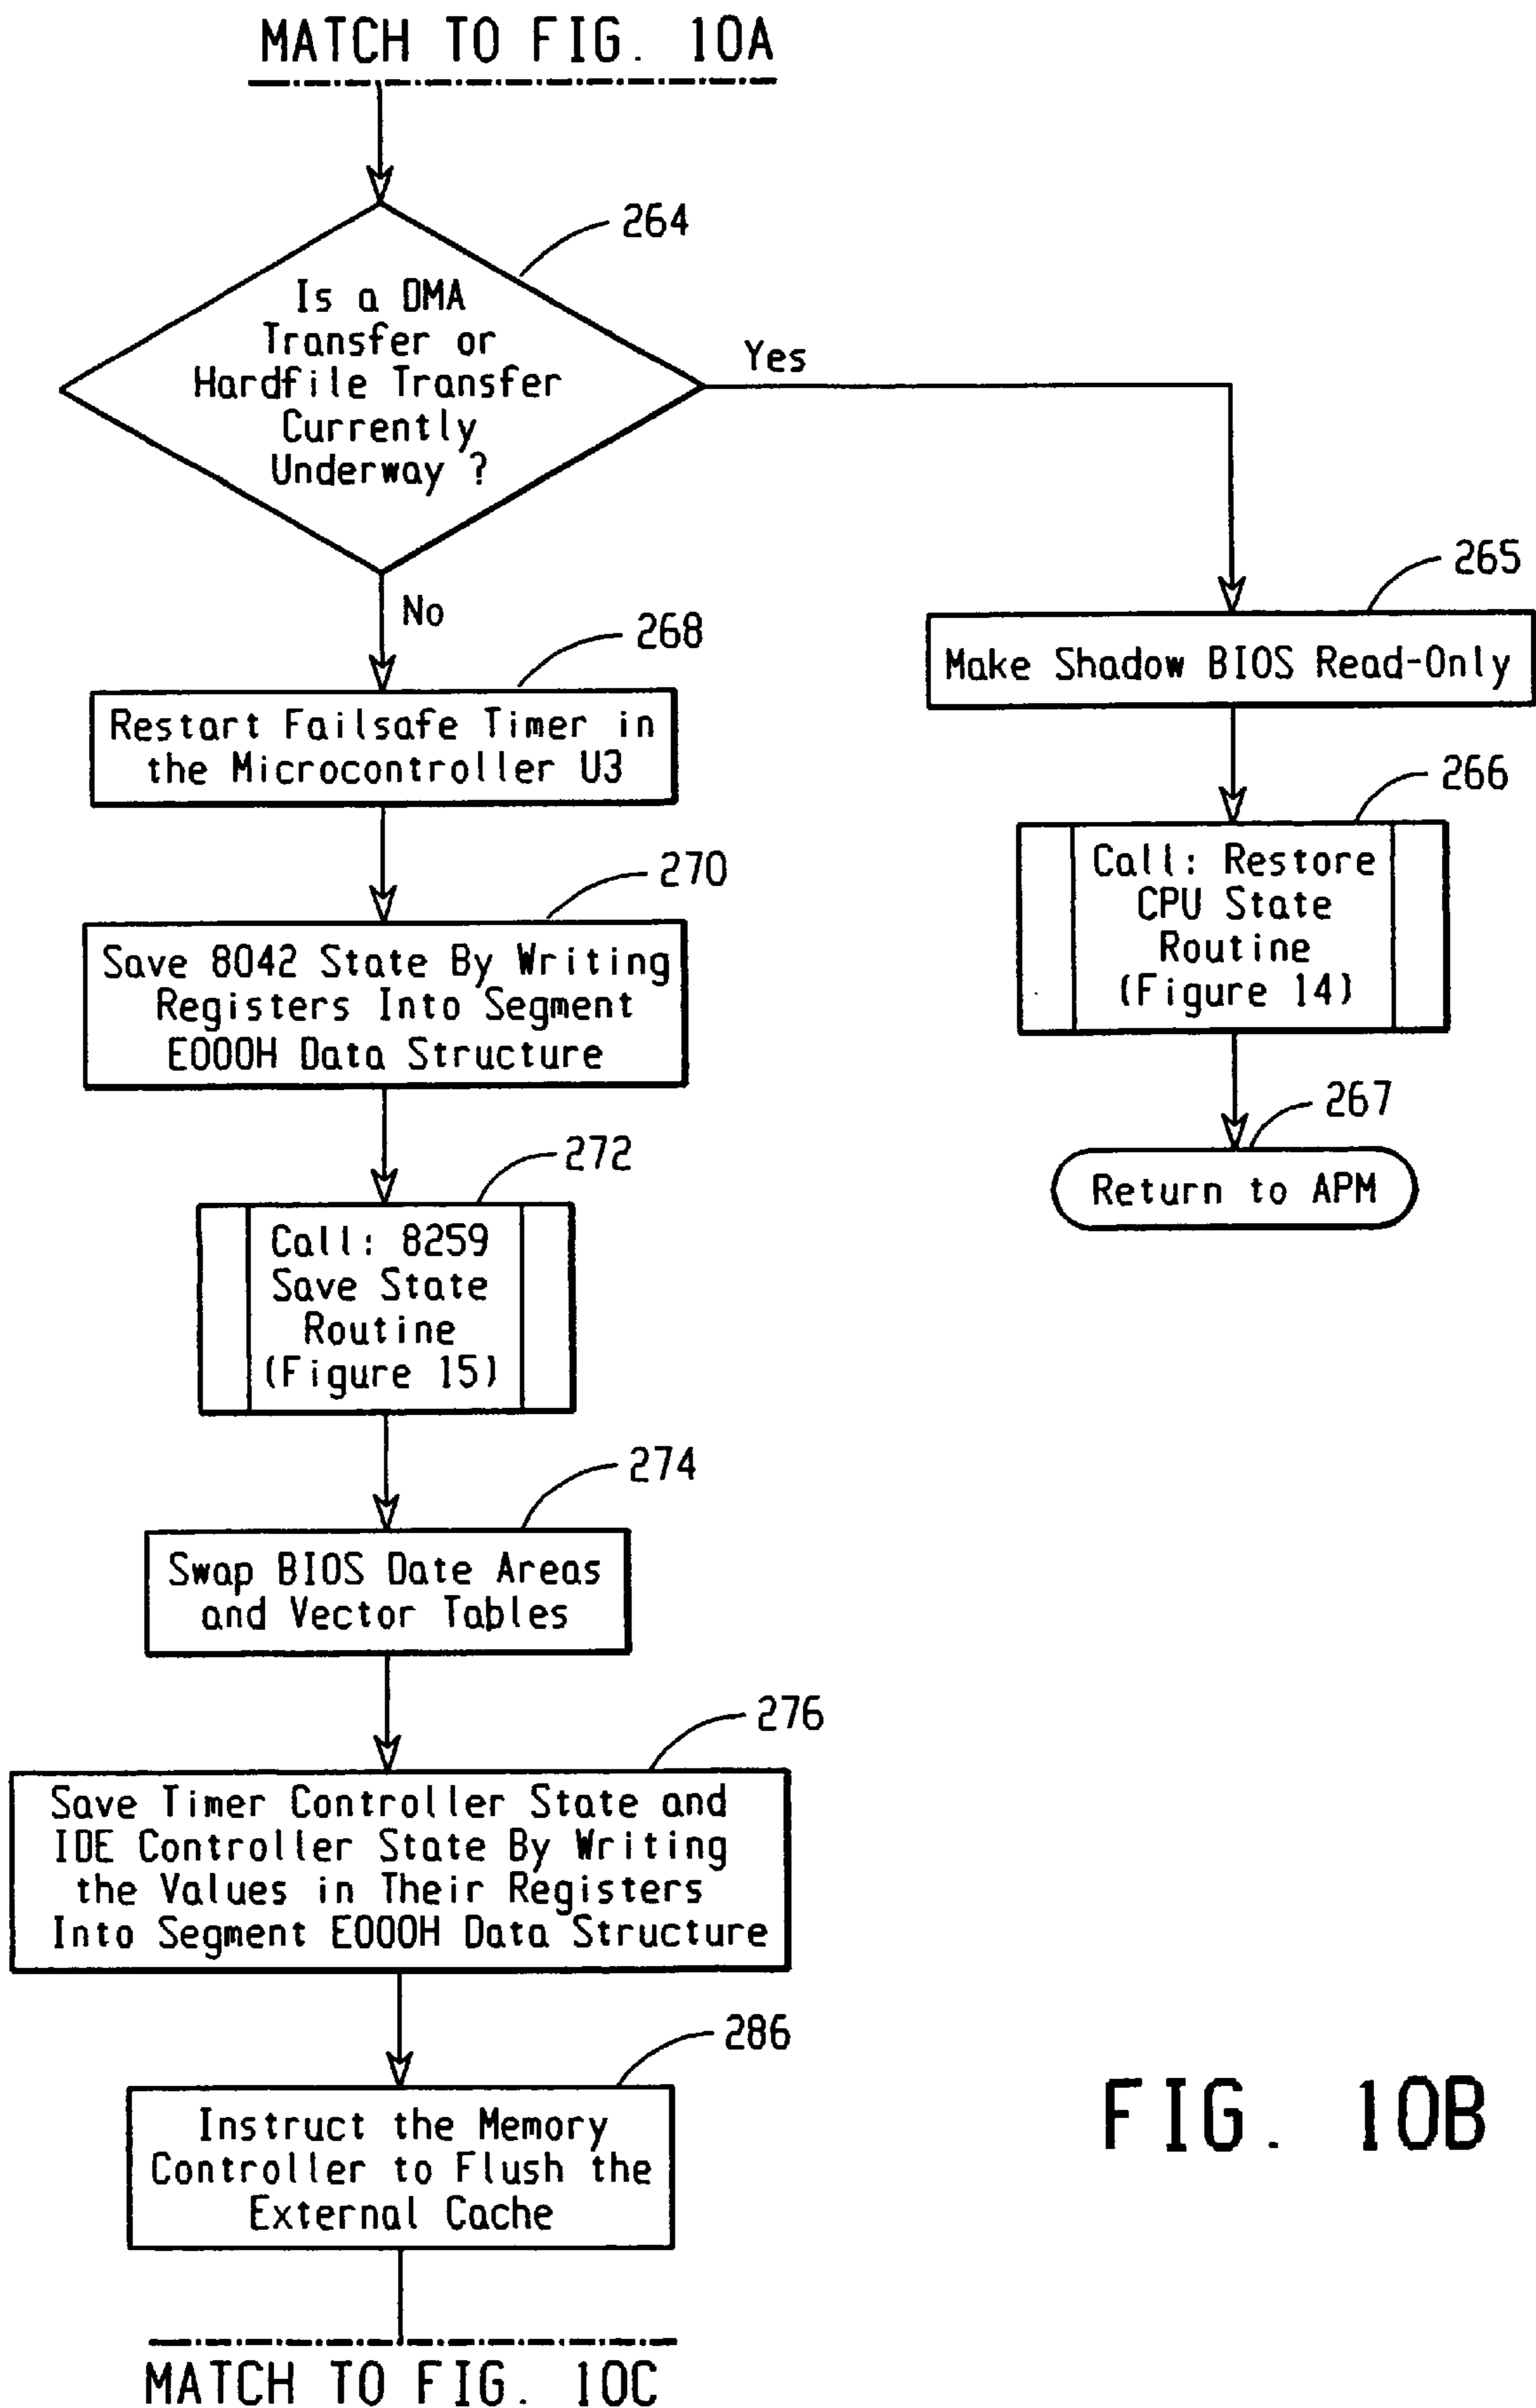 MATCH TO FIG. 10A
264
Is a DMA
Transfer or
Hardfile Transfer
Currently
Underway ?
Yes
No
265
Make Shadow BIOS Read-Only
266
Call: Restore
CPU State
Routine
(Figure 14)
267
Return to APM
268
Restart Failsafe Timer in
the Microcontroller U3
270
Save 8042 State By Writing
Registers Into Segment
E000H Data Structure
272
Call: 8259
Save State
Routine
(Figure 15)
274
Swap BIOS Date Areas
and Vector Tables
276
Save Timer Controller State and
IDE Controller State By Writing
the Values in Their Registers
Into Segment E000H Data Structure
286
Instruct the Memory
Controller to Flush the
External Cache
FIG. 10B
MATCH TO FIG. 10C